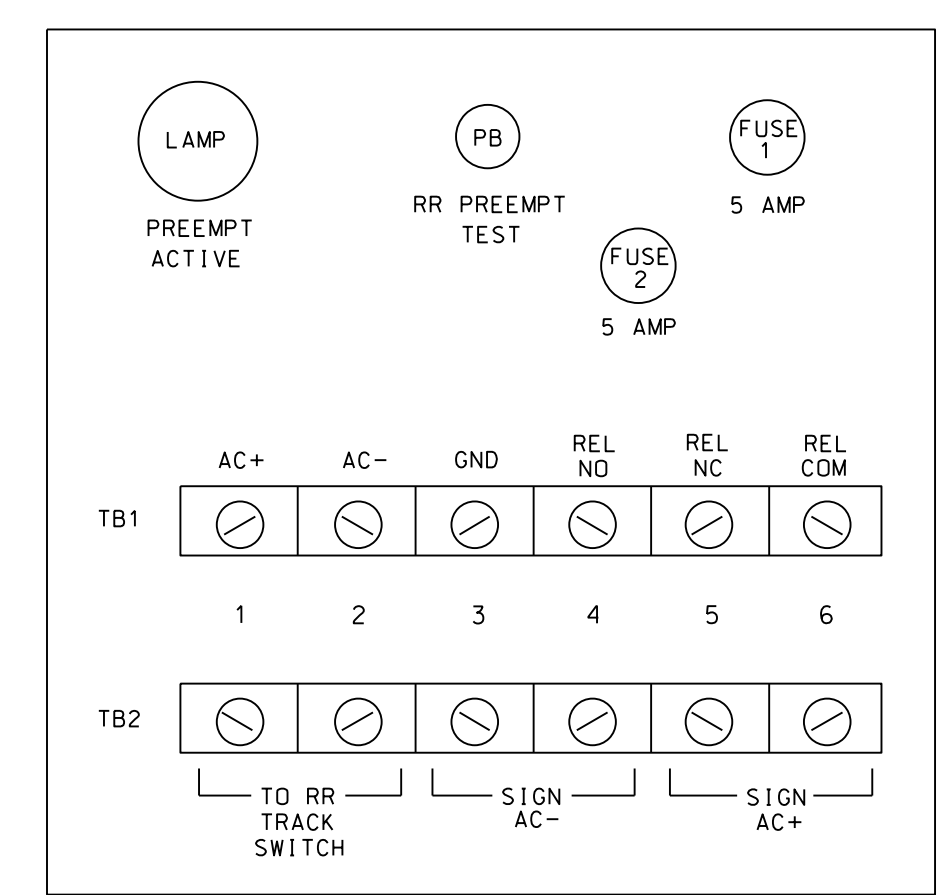 LAMP
PREEMPT
ACTIVE
PB
RR PREEMPT
TEST
FUSE
1
5 AMP
FUSE
2
5 AMP
AC+
AC-
GND
REL
NO
REL
NC
REL
COM
TB1
1 2 3 4 5 6
TB2
TO RR
TRACK
SWITCH
SIGN
AC-
SIGN
AC+